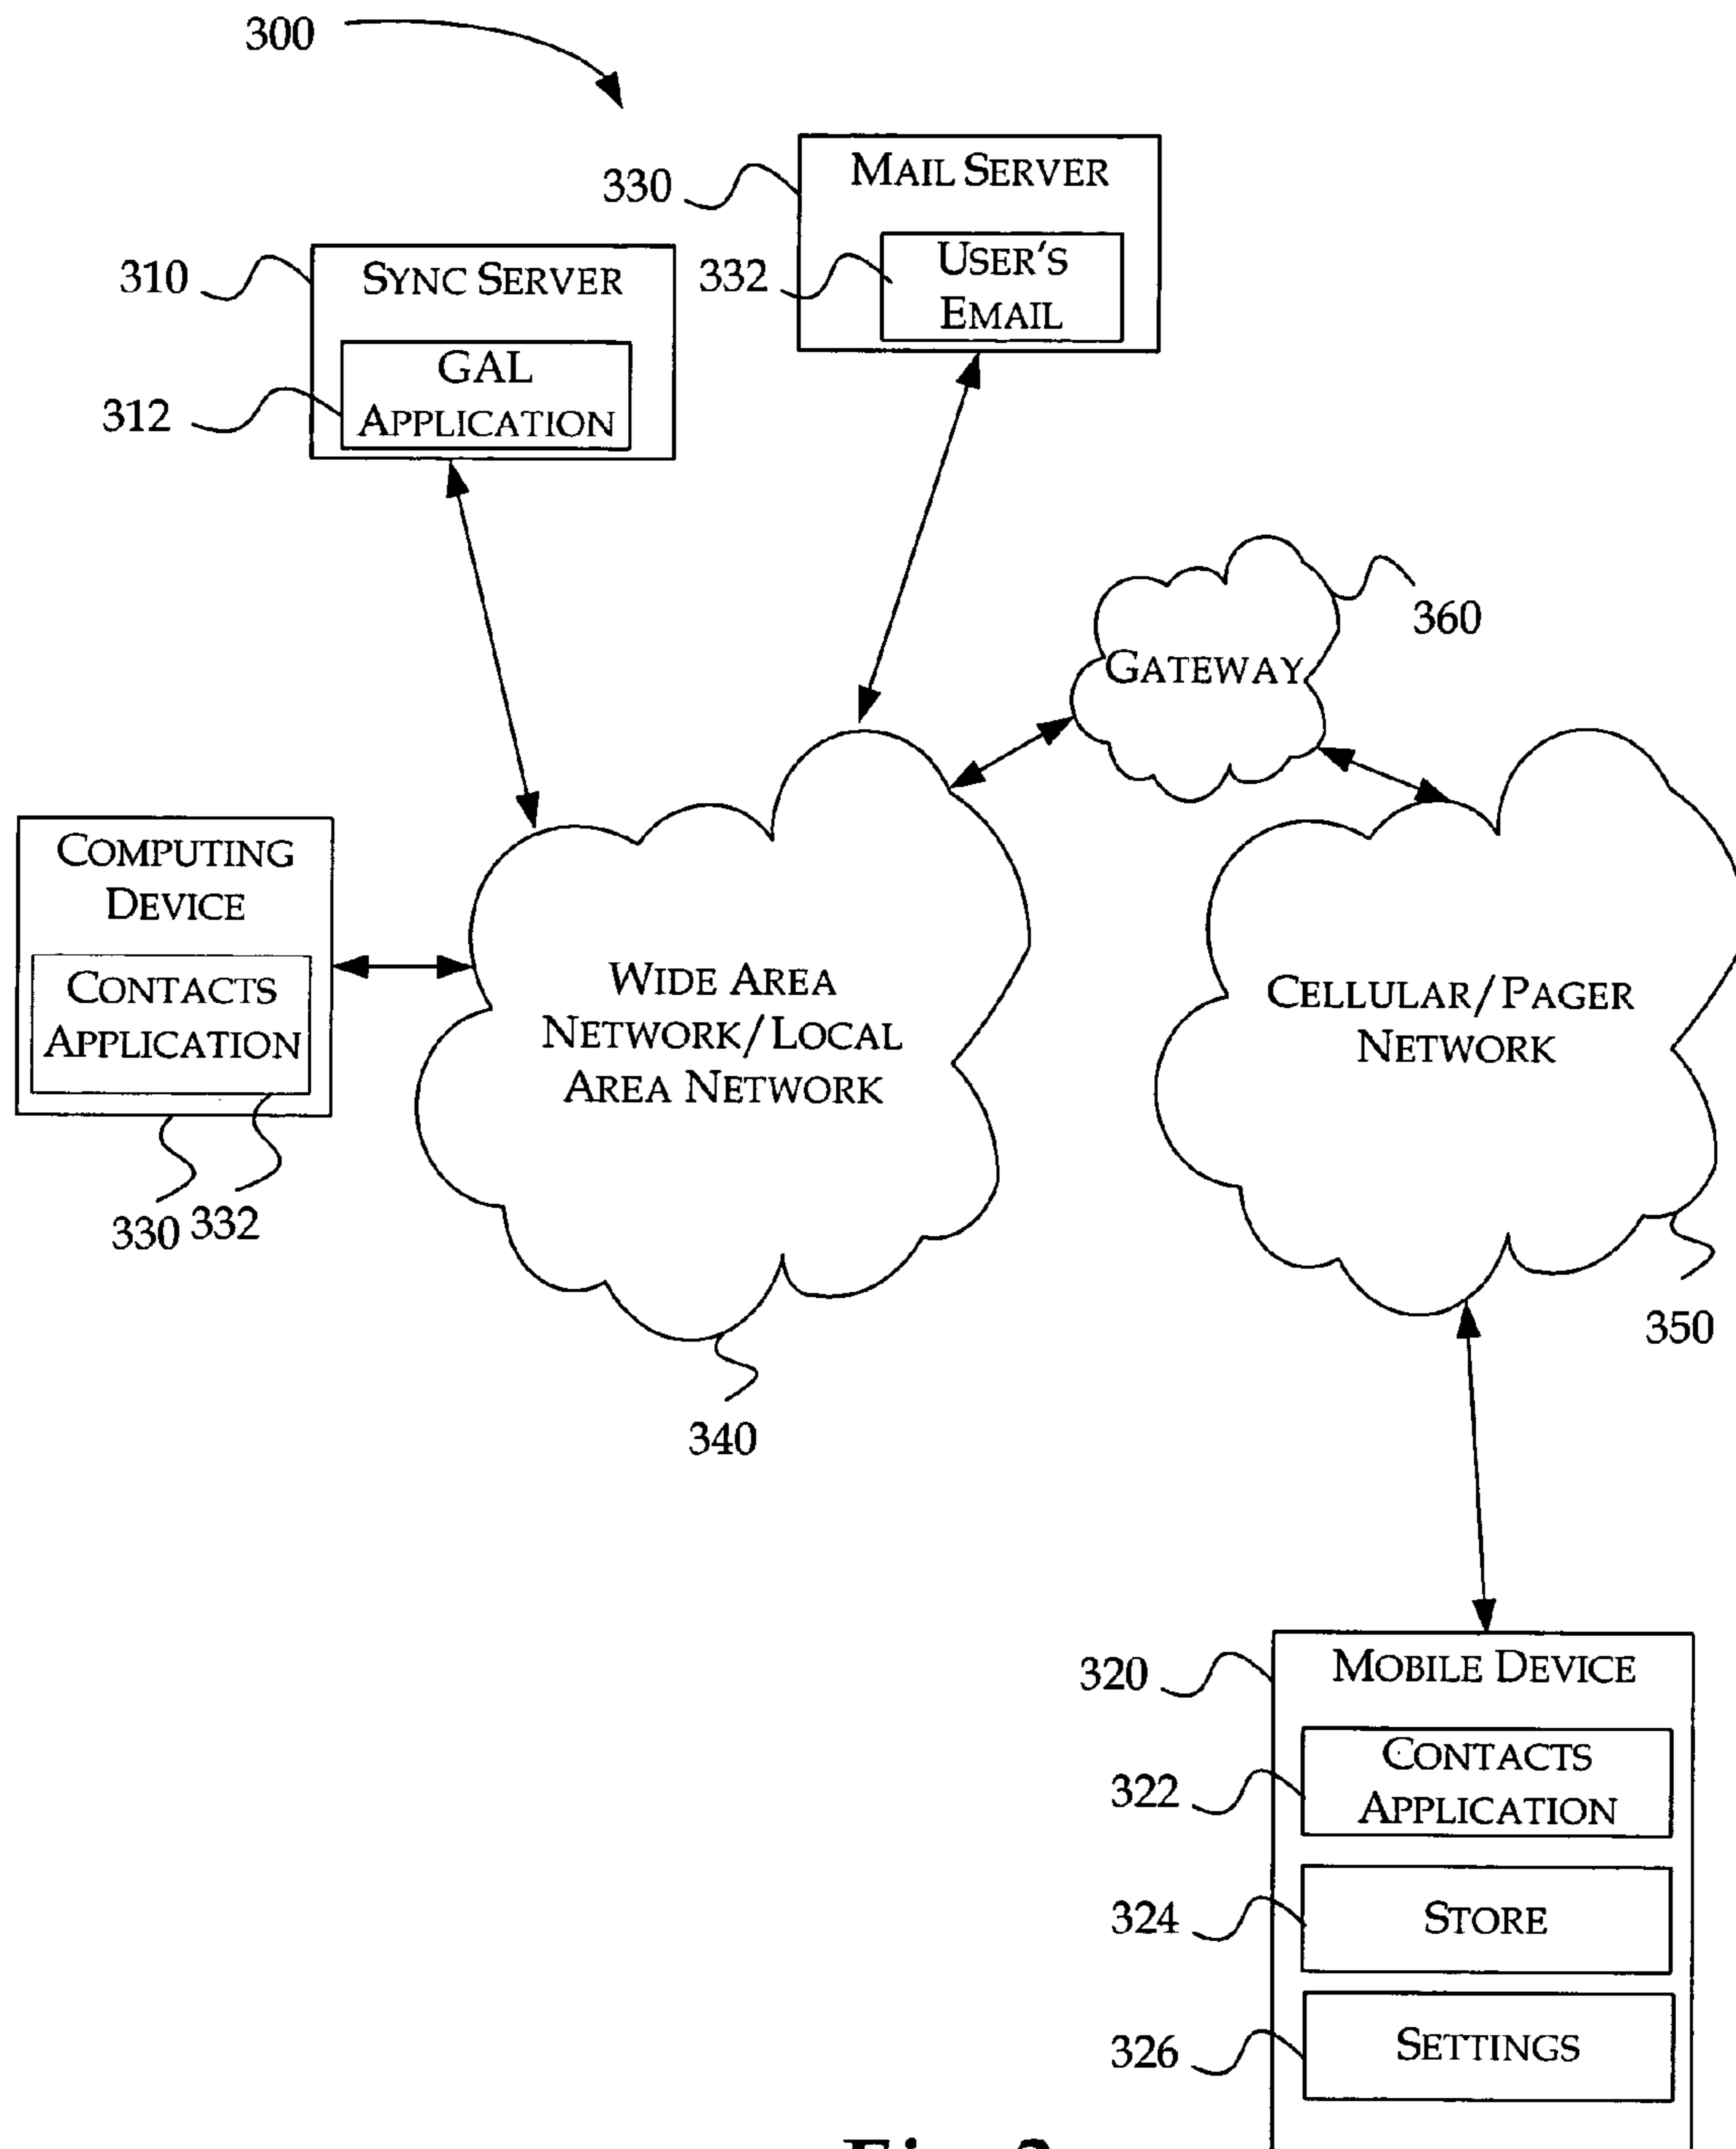 300
MAIL SERVER
330
USER'S
EMAIL
332
310
SYNC SERVER
GAL
APPLICATION
312
360
GATEWAY
COMPUTING
DEVICE
CONTACTS
APPLICATION
330 332
WIDE AREA
NETWORK/LOCAL
AREA NETWORK
340
CELLULAR/PAGER
NETWORK
350
320
MOBILE DEVICE
322
CONTACTS
APPLICATION
324
STORE
326
SETTINGS